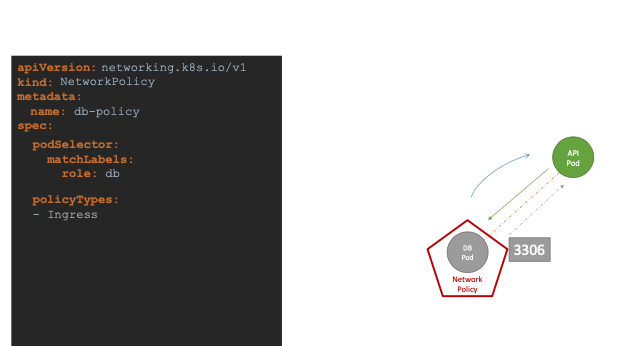 apiVersion: networking.k8s.io/v1
kind: NetworkPolicy
metadata:
name: db-policy
spec:
podSelector:
matchLabels:
role: db
policyTypes:
- Ingress
API
Pod
DB
Pod
3306
Network
Policy